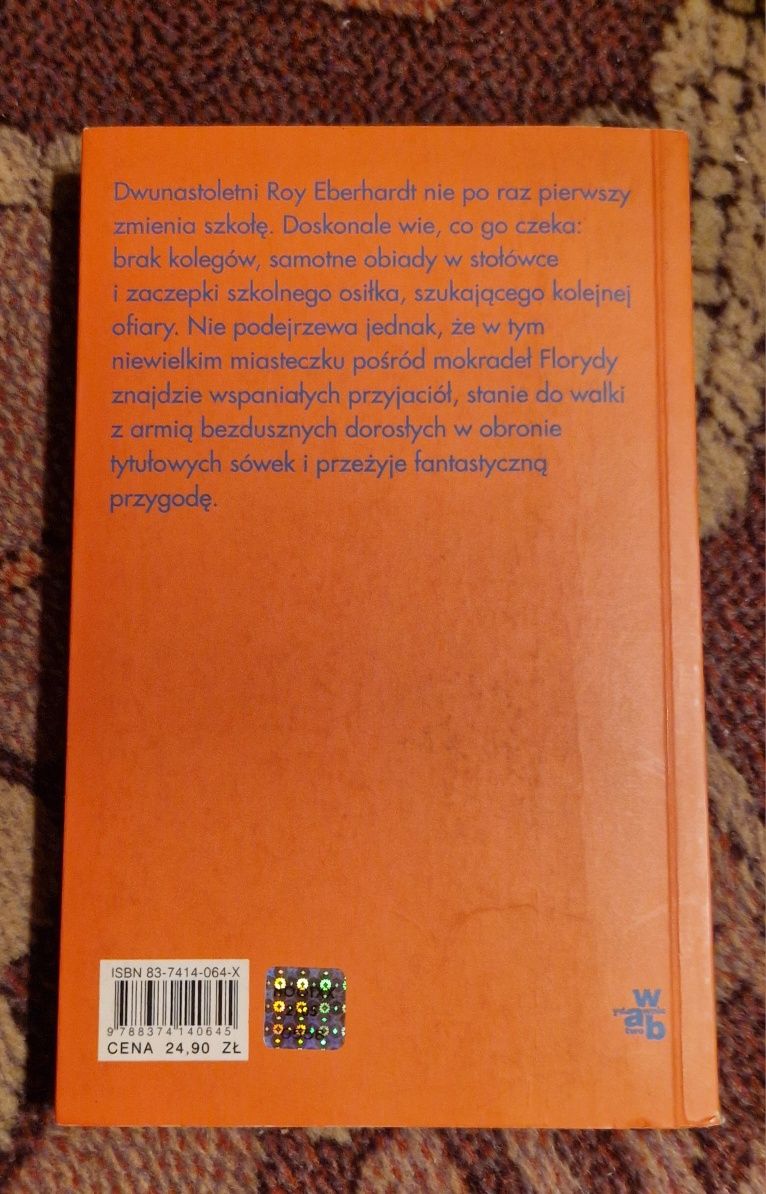 Dwunastoletni Roy Eberhardt nie po raz pierwszy
zmienia szkołę. Doskonale wie, co go czeka:
brak kolegów, samotne obiady w stołówce
i zaczepki szkolnego osiłka, szukającego kolejnej
ofiary. Nie podejrzewa jednak, że w tym
niewielkim miasteczku pośród mokradeł Florydy
znajdzie wspaniałych przyjaciół, stanie do walki
z armią bezdusznych dorosłych w obronie
tytułowych sówek i przeżyje fantastyczną
przygodę.
ISBN 83-7414-064-X
9 788374 140645
CENA 24,90 ZŁ
w
a b